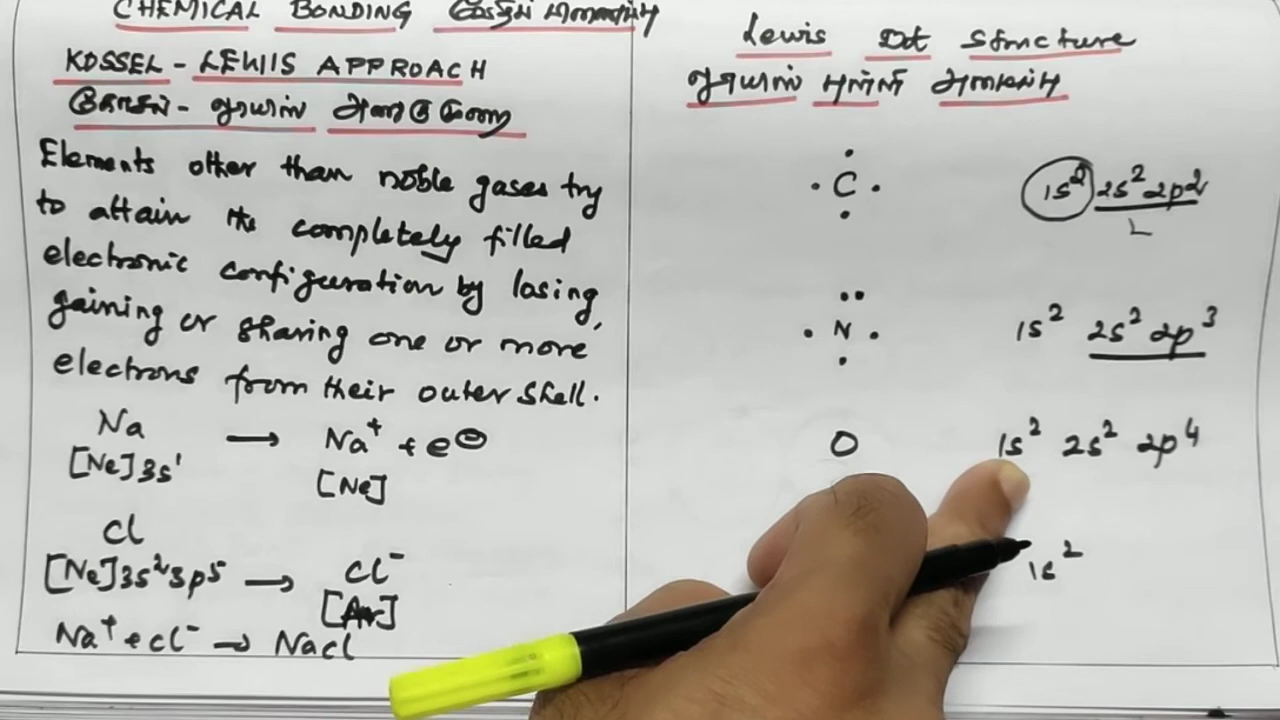 CHEMICAL BONDING வேதிப் பிணைப்பு
KOSSEL - LEWIS APPROACH
கோசல் - லூயிஸ் அணுகுமுறை
Elements other than noble gases try
to attain the completely filled
electronic configuration by losing,
gaining or sharing one or more
electrons from their outer shell.
Na → Na⁺ + e⊖
[Ne]3s¹ [Ne]
Cl
[Ne]3s²3p⁵ → Cl⁻
[Ar]
Na⁺ + Cl⁻ → NaCl
Lewis Dot Structure
லூயிஸ் புள்ளி அமைப்பு
C 1s² 2s² 2p²
L
N 1s² 2s² 2p³
O 1s² 2s² 2p⁴
1s²